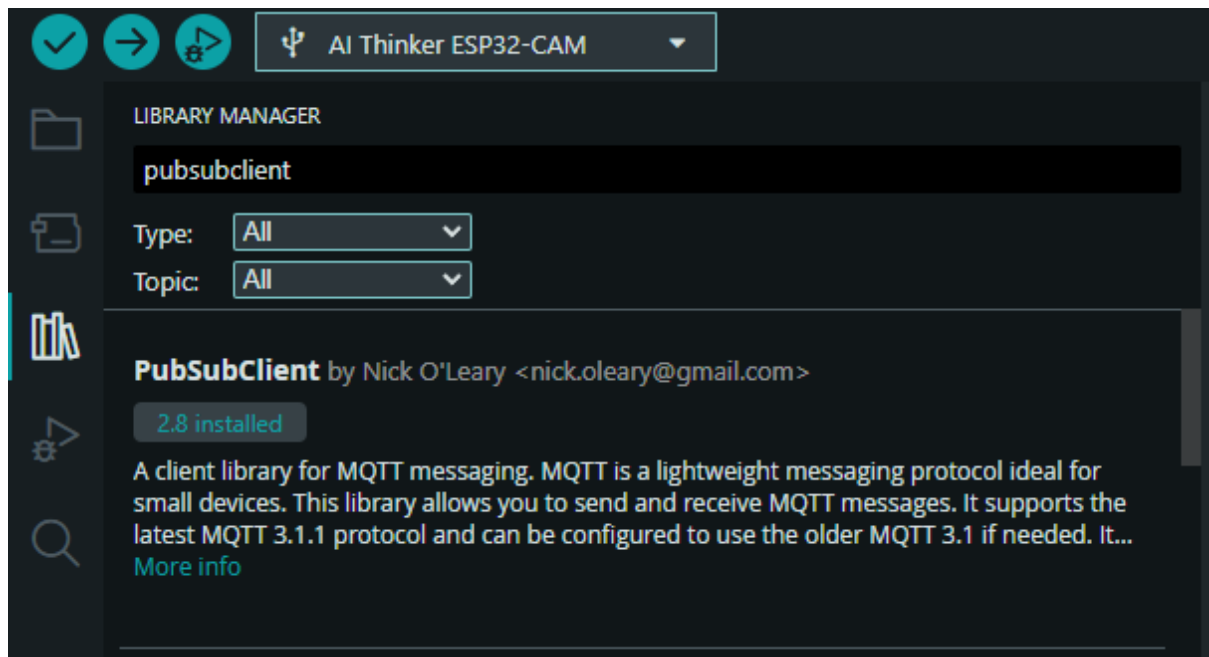 AI Thinker ESP32-CAM
LIBRARY MANAGER
pubsubclient
Type: All
Topic: All
PubSubClient by Nick O'Leary <nick.oleary@gmail.com>
2.8 installed
A client library for MQTT messaging. MQTT is a lightweight messaging protocol ideal for
small devices. This library allows you to send and receive MQTT messages. It supports the
latest MQTT 3.1.1 protocol and can be configured to use the older MQTT 3.1 if needed. It...
More info